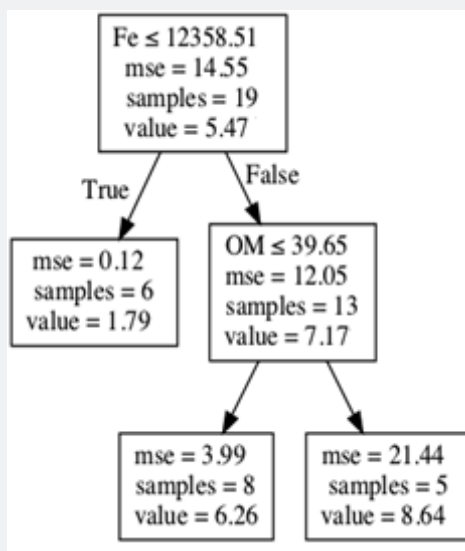 Fe ≤ 12358.51
mse = 14.55
samples = 19
value = 5.47
True
False
mse = 0.12
samples = 6
value = 1.79
OM ≤ 39.65
mse = 12.05
samples = 13
value = 7.17
mse = 3.99
samples = 8
value = 6.26
mse = 21.44
samples = 5
value = 8.64